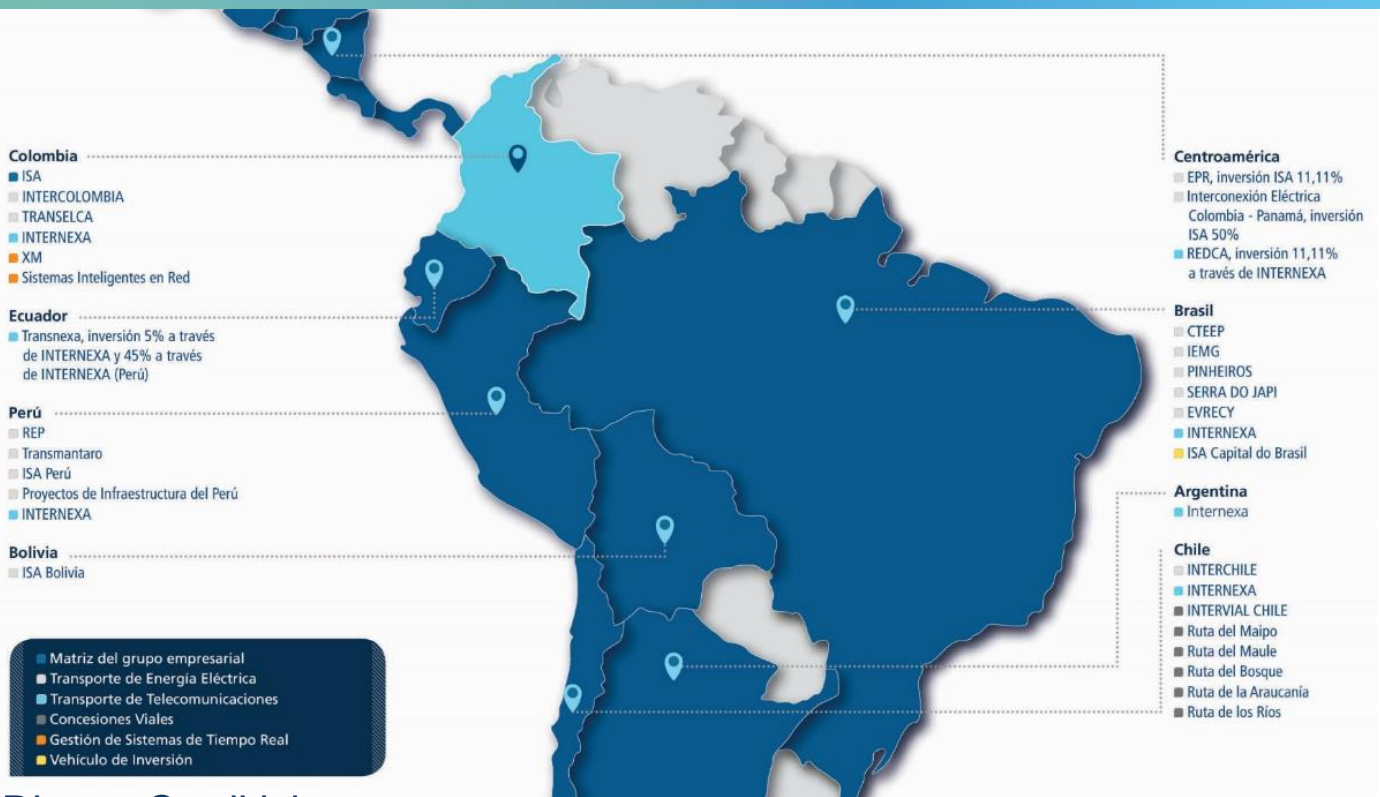 Colombia
ISA
INTERCOLOMBIA
TRANSELCA
INTERNEXA
XM
Sistemas Inteligentes en Red
Ecuador
Transnexa, inversión 5% a través
de INTERNEXA y 45% a través
de INTERNEXA (Perú)
Perú
REP
Transmantaro
ISA Perú
Proyectos de Infraestructura del Perú
INTERNEXA
Bolivia
ISA Bolivia
Matriz del grupo empresarial
Transporte de Energía Eléctrica
Transporte de Telecomunicaciones
Concesiones Viales
Gestión de Sistemas de Tiempo Real
Vehículo de Inversión
Centroamérica
EPR, inversión ISA 11,11%
Interconexión Eléctrica
Colombia - Panamá, inversión
ISA 50%
REDCA, inversión 11,11%
a través de INTERNEXA
Brasil
CTEEP
IEMG
PINHEIROS
SERRA DO JAPI
EVRECY
INTERNEXA
ISA Capital do Brasil
Argentina
Internexa
Chile
INTERCHILE
INTERNEXA
INTERVIAL CHILE
Ruta del Maipo
Ruta del Maule
Ruta del Bosque
Ruta de la Araucanía
Ruta de los Ríos